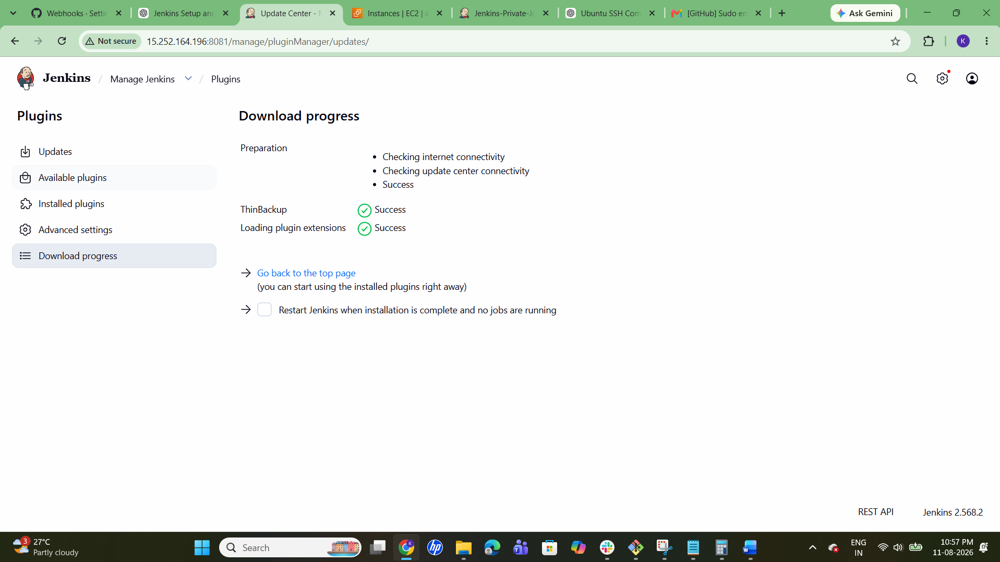 Webhooks · Settin
Jenkins Setup and
Update Center - M
Instances | EC2 | a
Jenkins-Private-Jo
Ubuntu SSH Com
[GitHub] Sudo em
Ask Gemini
Not secure
15.252.164.196:8081/manage/pluginManager/updates/
K
Jenkins / Manage Jenkins / Plugins
Plugins
Updates
Available plugins
Installed plugins
Advanced settings
Download progress
Download progress
Preparation
Checking internet connectivity
Checking update center connectivity
Success
ThinBackup Success
Loading plugin extensions Success
Go back to the top page
(you can start using the installed plugins right away)
Restart Jenkins when installation is complete and no jobs are running
REST API
Jenkins 2.568.2
3
27°C
Partly cloudy
Search
K
hp
T
W
ENG
IN
10:57 PM
11-08-2026